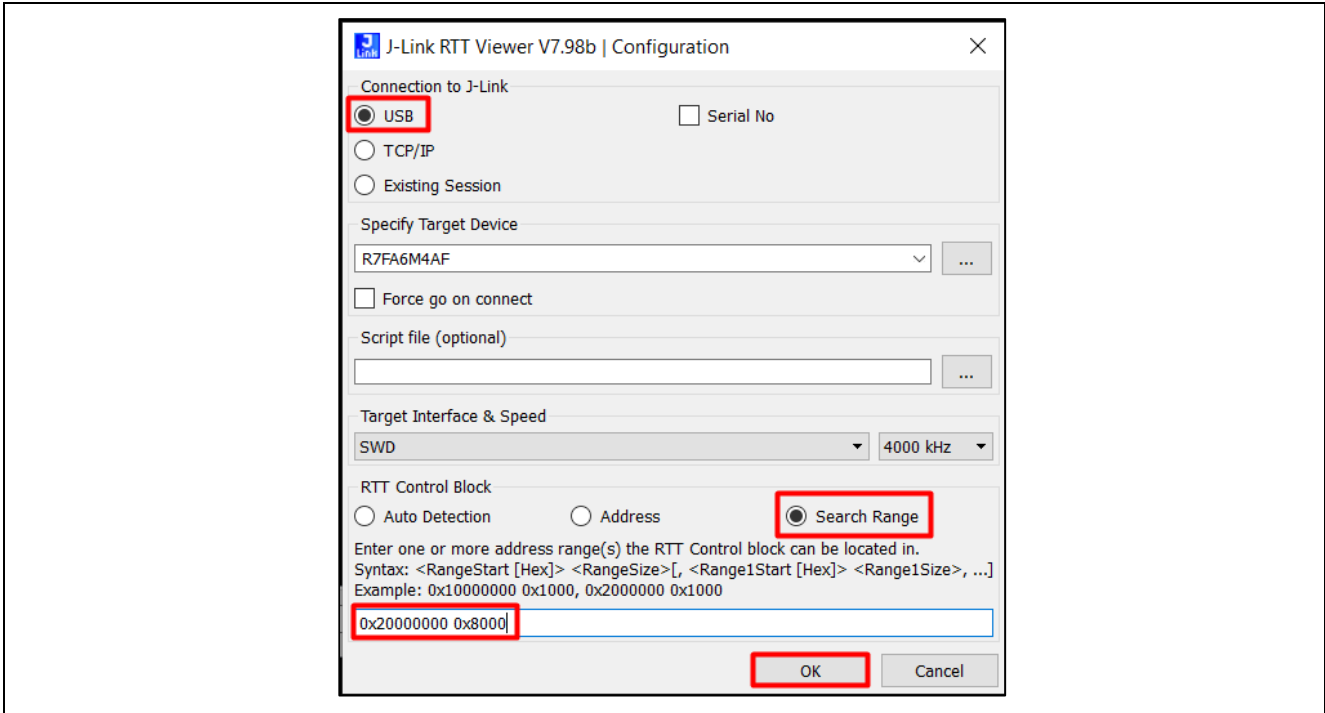 J-Link RTT Viewer V7.98b | Configuration
Connection to J-Link
USB
Serial No
TCP/IP
Existing Session
Specify Target Device
R7FA6M4AF
...
Force go on connect
Script file (optional)
...
Target Interface & Speed
SWD
4000 kHz
RTT Control Block
Auto Detection
Address
Search Range
Enter one or more address range(s) the RTT Control block can be located in.
Syntax: <RangeStart [Hex]> <RangeSize>[, <Range1Start [Hex]> <Range1Size>, ...]
Example: 0x10000000 0x1000, 0x2000000 0x1000
0x20000000 0x8000
OK
Cancel